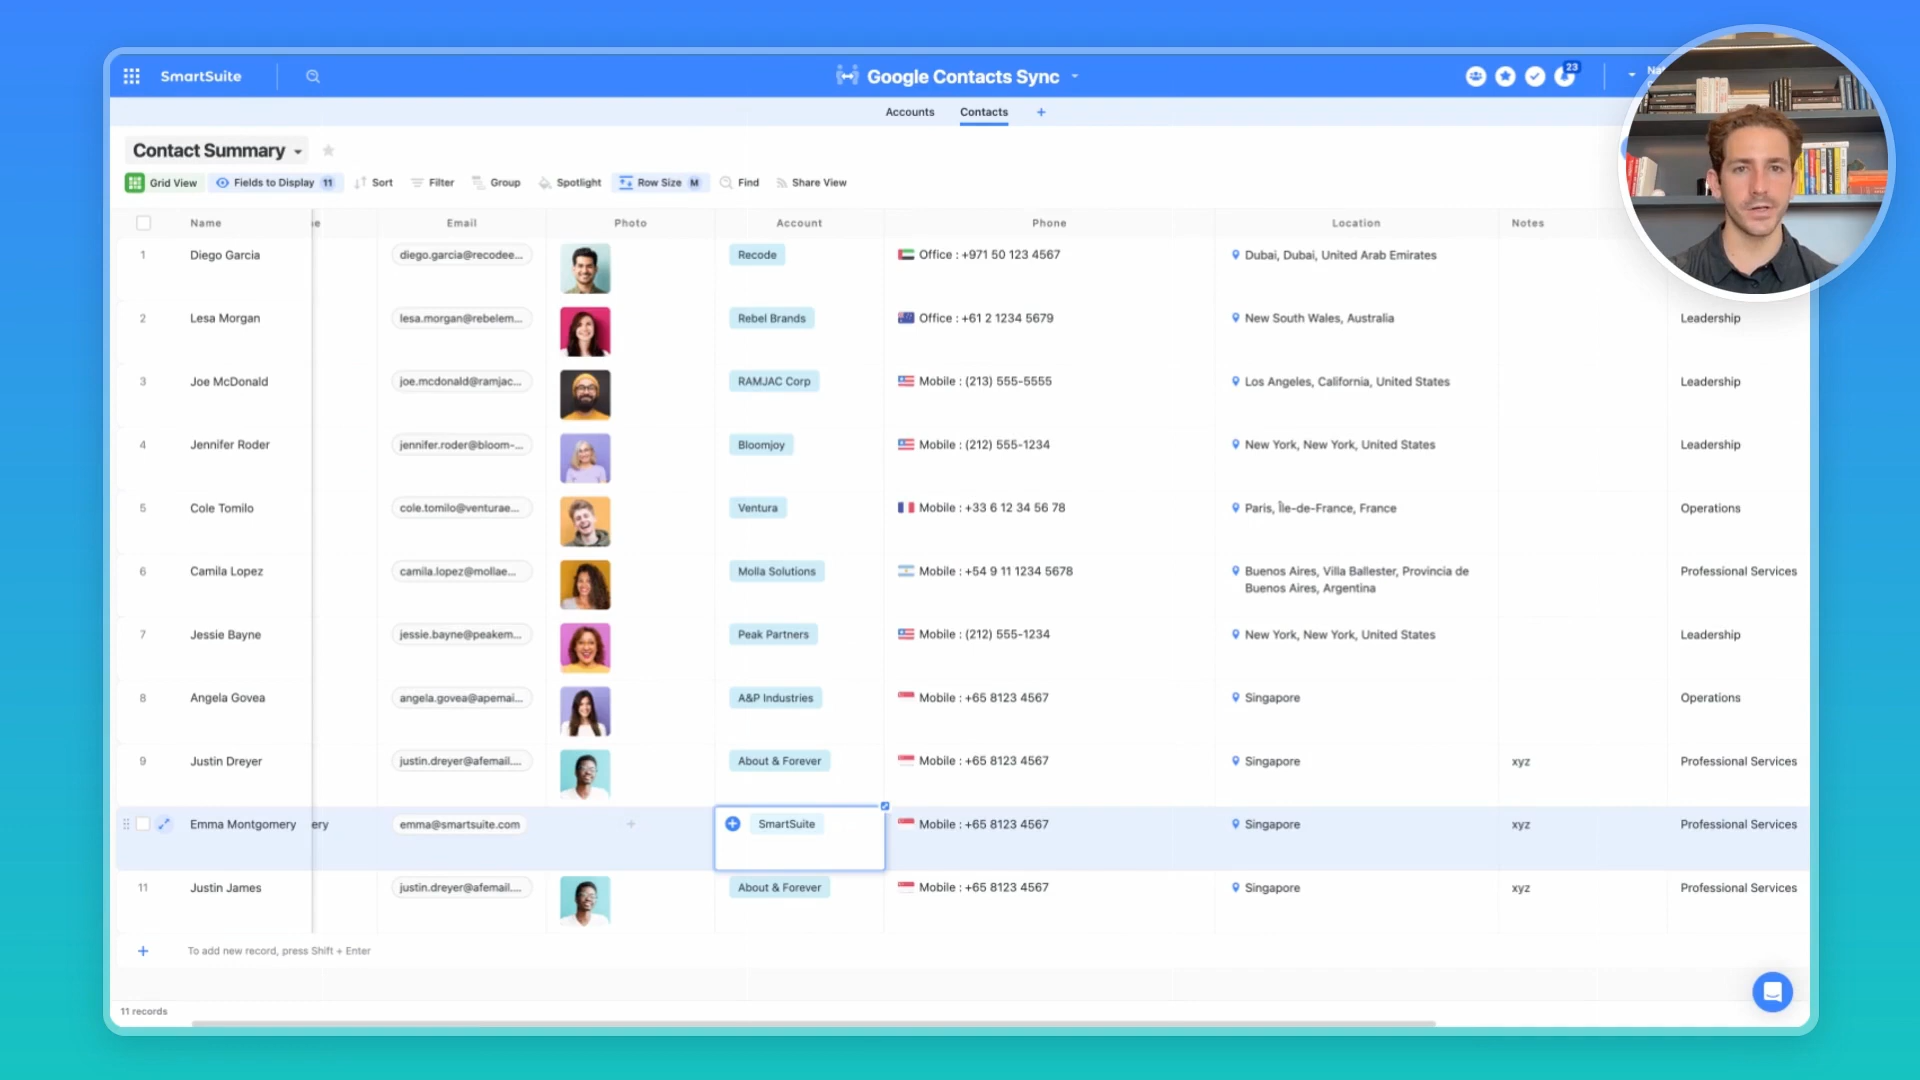 SmartSuite
Google Contacts Sync
23
Accounts Contacts +
Contact Summary
Grid View Fields to Display 11 Sort Filter Group Spotlight Row Size M Find Share View
Name Email Photo Account Phone Location Notes
1 Diego Garcia diego.garcia@recodee... Recode Office : +971 50 123 4567 Dubai, Dubai, United Arab Emirates
2 Lesa Morgan lesa.morgan@rebelem... Rebel Brands Office : +61 2 1234 5679 New South Wales, Australia Leadership
3 Joe McDonald joe.mcdonald@ramjac... RAMJAC Corp Mobile : (213) 555-5555 Los Angeles, California, United States Leadership
4 Jennifer Roder jennifer.roder@bloom-... Bloomjoy Mobile : (212) 555-1234 New York, New York, United States Leadership
5 Cole Tomilo cole.tomilo@venturae... Ventura Mobile : +33 6 12 34 56 78 Paris, Île-de-France, France Operations
6 Camila Lopez camila.lopez@mollae... Molla Solutions Mobile : +54 9 11 1234 5678 Buenos Aires, Villa Ballester, Provincia de Professional Services
Buenos Aires, Argentina
7 Jessie Bayne jessie.bayne@peakem... Peak Partners Mobile : (212) 555-1234 New York, New York, United States Leadership
8 Angela Govea angela.govea@apemai... A&P Industries Mobile : +65 8123 4567 Singapore Operations
9 Justin Dreyer justin.dreyer@afemail.... About & Forever Mobile : +65 8123 4567 Singapore xyz Professional Services
Emma Montgomery ery emma@smartsuite.com + SmartSuite Mobile : +65 8123 4567 Singapore xyz Professional Services
11 Justin James justin.dreyer@afemail.... About & Forever Mobile : +65 8123 4567 Singapore xyz Professional Services
+ To add new record, press Shift + Enter
11 records